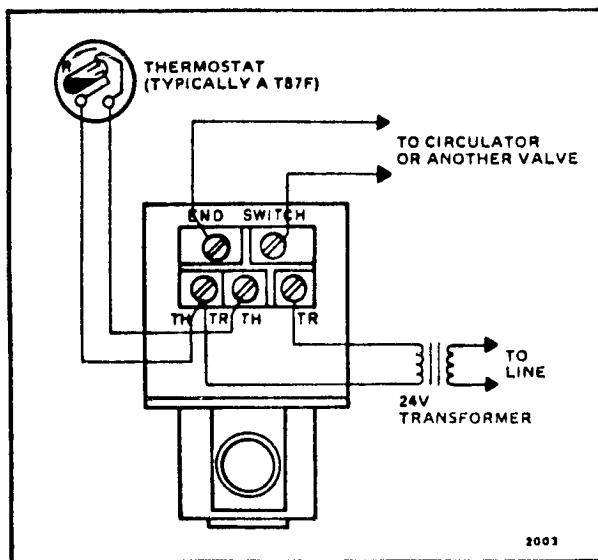 THERMOSTAT
(TYPICALLY A T87F)
TO CIRCULATOR
OR ANOTHER VALVE
END SWITCH
TH TR TH TR
TO
LINE
24V
TRANSFORMER
2003